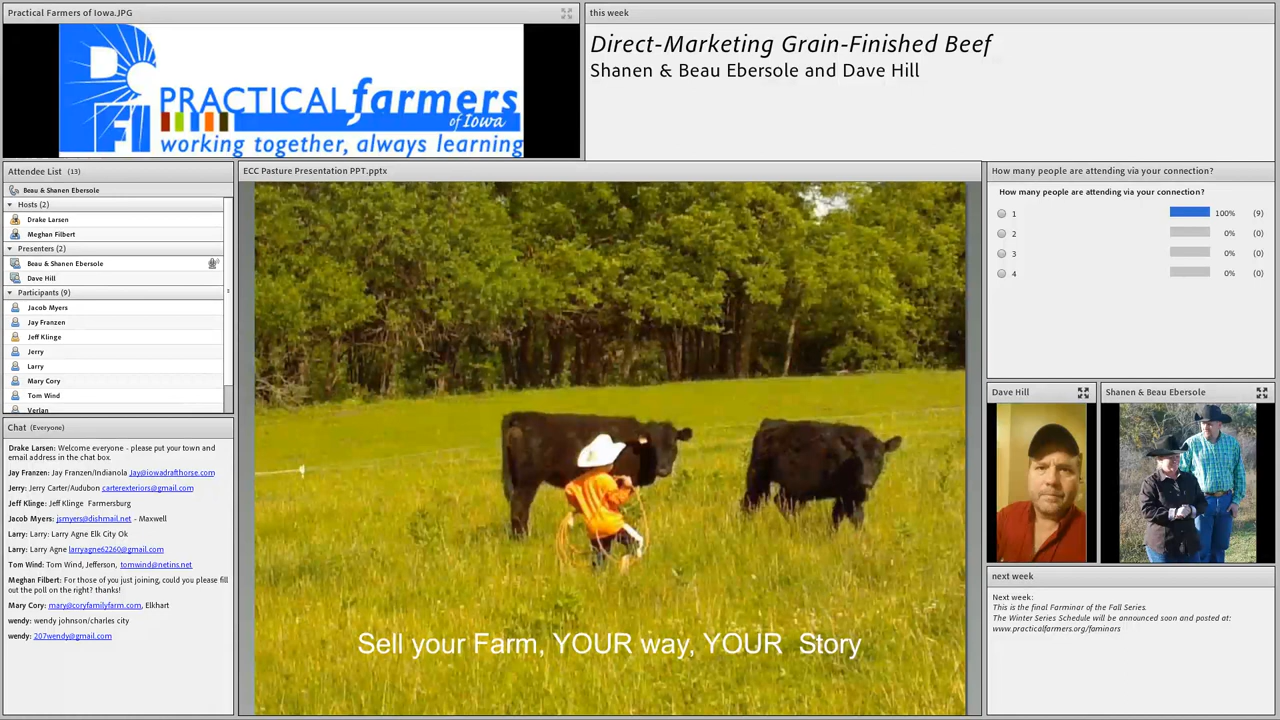 Practical Farmers of Iowa.JPG
PFI
PRACTICAL farmers
of Iowa
working together, always learning
this week
Direct-Marketing Grain-Finished Beef
Shanen & Beau Ebersole and Dave Hill
Attendee List (13)
Beau & Shanen Ebersole
Hosts (2)
Drake Larsen
Meghan Filbert
Presenters (2)
Beau & Shanen Ebersole
Dave Hill
Participants (9)
Jacob Myers
Jay Franzen
Jeff Klinge
Jerry
Larry
Mary Cory
Tom Wind
Verlan
Chat (Everyone)
Drake Larsen: Welcome everyone - please put your town and
email address in the chat box.
Jay Franzen: Jay Franzen/Indianola Jay@iowadrafthorse.com
Jerry: Jerry Carter/Audubon carterexteriors@gmail.com
Jeff Klinge: Jeff Klinge Farmersburg
Jacob Myers: jsmyers@dishmail.net - Maxwell
Larry: Larry: Larry Agne Elk City Ok
Larry: Larry Agne larryagne62260@gmail.com
Tom Wind: Tom Wind, Jefferson, tomwind@netins.net
Meghan Filbert: For those of you just joining, could you please fill
out the poll on the right? thanks!
Mary Cory: mary@coryfamilyfarm.com, Elkhart
wendy: wendy johnson/charles city
wendy: 207wendy@gmail.com
ECC Pasture Presentation PPT.pptx
Sell your Farm, YOUR way, YOUR Story
How many people are attending via your connection?
How many people are attending via your connection?
1 100% (9)
2 0% (0)
3 0% (0)
4 0% (0)
Dave Hill
Shanen & Beau Ebersole
next week
Next week:
This is the final Farminar of the Fall Series.
The Winter Series Schedule will be announced soon and posted at:
www.practicalfarmers.org/faminars